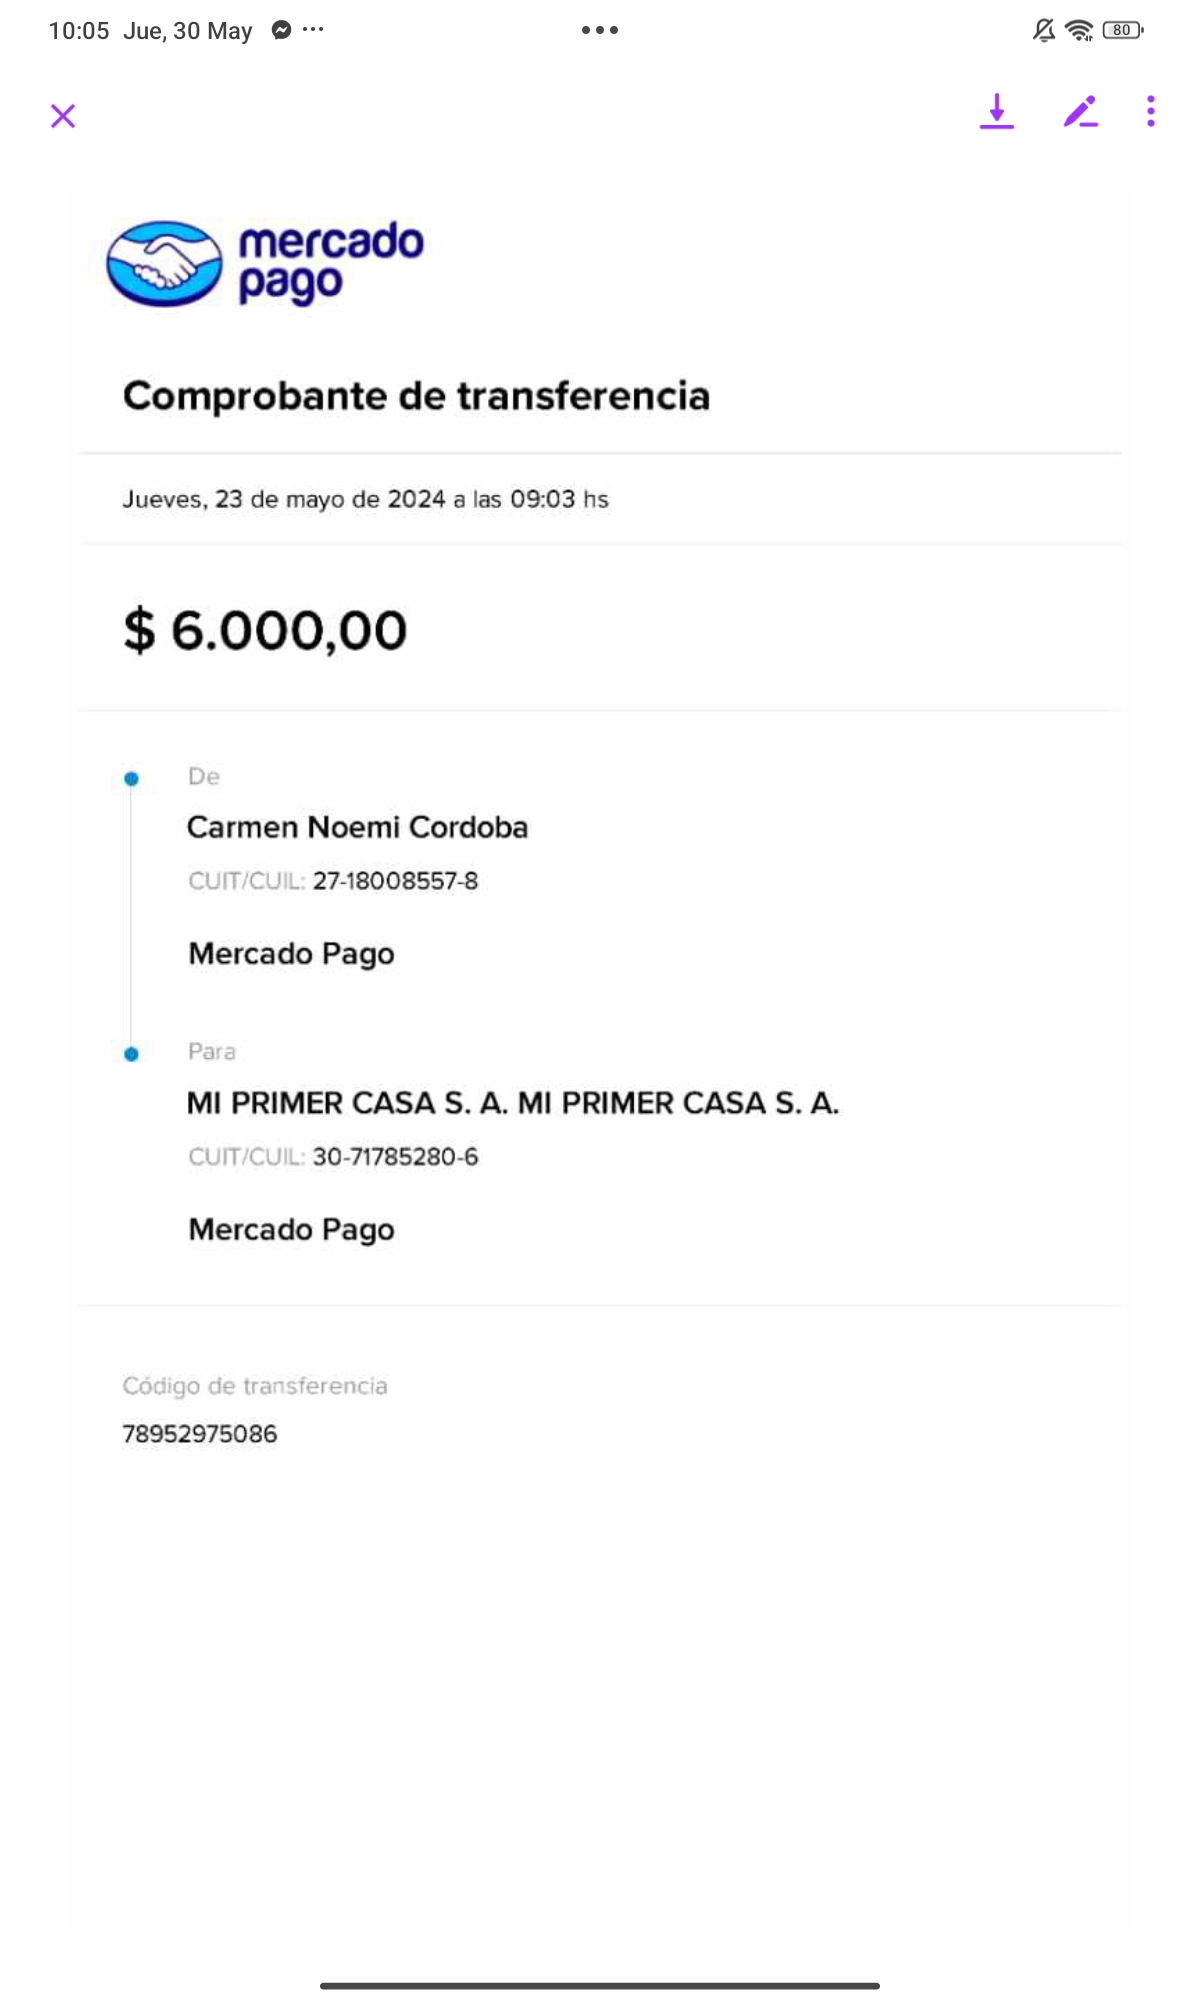 10:05 Jue, 30 May
80
mercado
pago
Comprobante de transferencia
Jueves, 23 de mayo de 2024 a las 09:03 hs
$ 6.000,00
De
Carmen Noemi Cordoba
CUIT/CUIL: 27-18008557-8
Mercado Pago
Para
MI PRIMER CASA S. A. MI PRIMER CASA S. A.
CUIT/CUIL: 30-71785280-6
Mercado Pago
Código de transferencia
78952975086